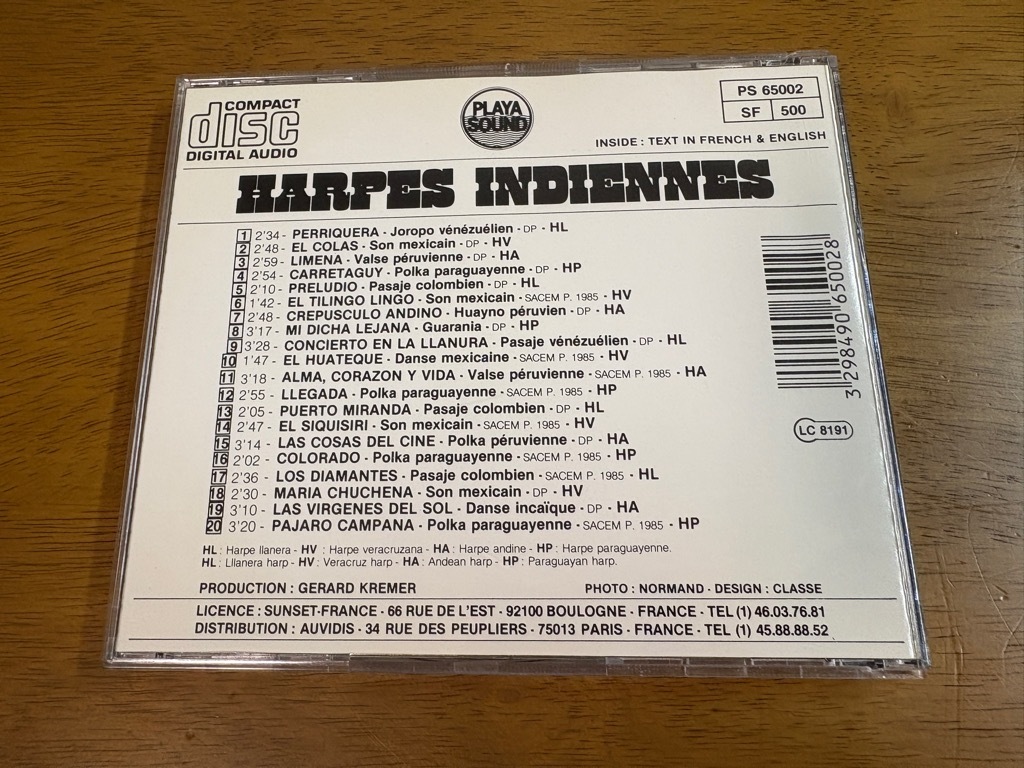 COMPACT
disc
DIGITAL AUDIO
PLAYA
SOUND
PS 65002
SF 500
INSIDE : TEXT IN FRENCH & ENGLISH
HARPES INDIENNES
1 2'34 - PERRIQUERA · Joropo vénézuélien · DP · HL
2 2'48 - EL COLAS · Son mexicain · DP · HV
3 2'59 - LIMENA · Valse péruvienne · DP · HA
4 2'54 - CARRETAGUY · Polka paraguayenne · DP · HP
5 2'10 - PRELUDIO · Pasaje colombien · DP · HL
6 1'42 - EL TILINGO LINGO · Son mexicain · SACEM P. 1985 · HV
7 2'48 - CREPUSCULO ANDINO · Huayno péruvien · DP · HA
8 3'17 - MI DICHA LEJANA · Guarania · DP · HP
9 3'28 - CONCIERTO EN LA LLANURA · Pasaje vénézuélien · DP · HL
10 1'47 - EL HUATEQUE · Danse mexicaine · SACEM P. 1985 · HV
11 3'18 - ALMA, CORAZON Y VIDA · Valse péruvienne · SACEM P. 1985 · HA
12 2'55 - LLEGADA · Polka paraguayenne · SACEM P. 1985 · HP
13 2'05 - PUERTO MIRANDA · Pasaje colombien · DP · HL
14 2'47 - EL SIQUISIRI · Son mexicain · SACEM P. 1985 · HV
15 3'14 - LAS COSAS DEL CINE · Polka péruvienne · DP · HA
16 2'02 - COLORADO · Polka paraguayenne · SACEM P. 1985 · HP
17 2'36 - LOS DIAMANTES · Pasaje colombien · SACEM P. 1985 · HL
18 2'30 - MARIA CHUCHENA · Son mexicain · DP · HV
19 3'10 - LAS VIRGENES DEL SOL · Danse incaïque · DP · HA
20 3'20 - PAJARO CAMPANA · Polka paraguayenne · SACEM P. 1985 · HP
3 298490 650028
LC 8191
HL : Harpe llanera - HV : Harpe veracruzana - HA : Harpe andine - HP : Harpe paraguayenne.
HL : Lllanera harp - HV : Veracruz harp - HA : Andean harp - HP : Paraguayan harp.
PRODUCTION : GERARD KREMER
PHOTO : NORMAND · DESIGN : CLASSE
LICENCE : SUNSET-FRANCE · 66 RUE DE L'EST · 92100 BOULOGNE · FRANCE · TEL (1) 46.03.76.81
DISTRIBUTION : AUVIDIS · 34 RUE DES PEUPLIERS · 75013 PARIS · FRANCE · TEL (1) 45.88.88.52